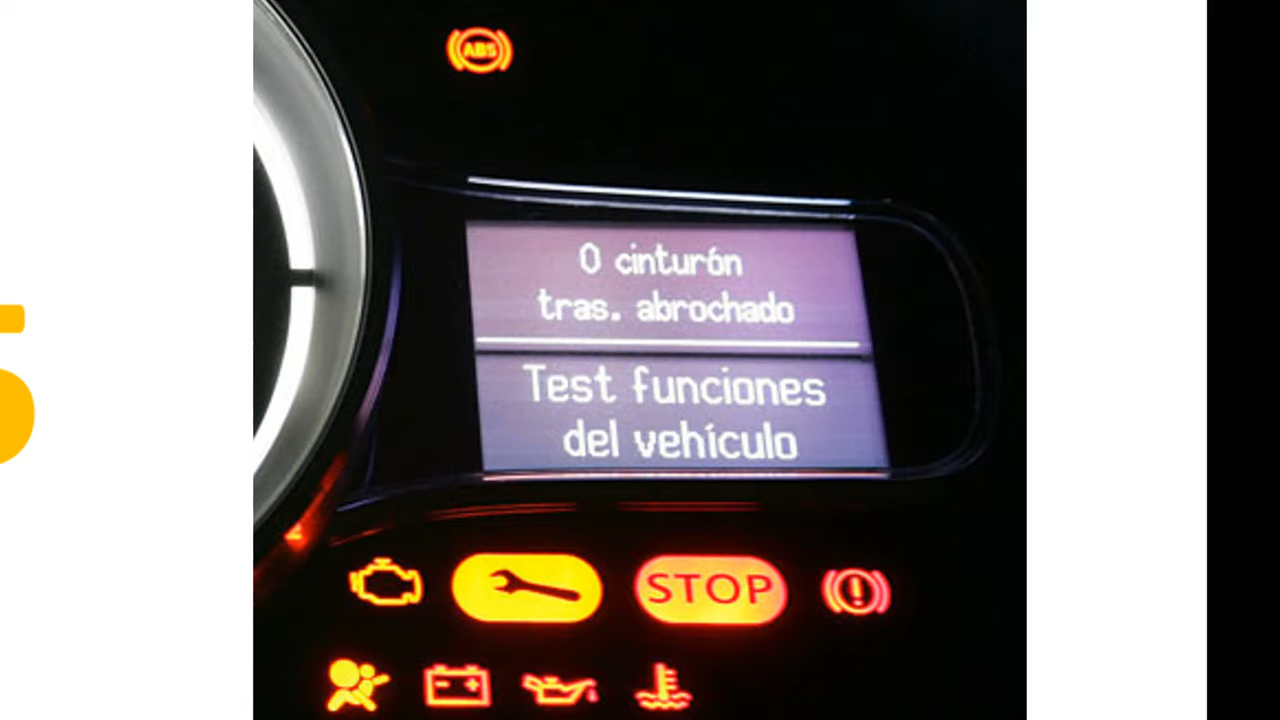 ABS
0 cinturón
tras. abrochado
Test funciones
del vehículo
STOP